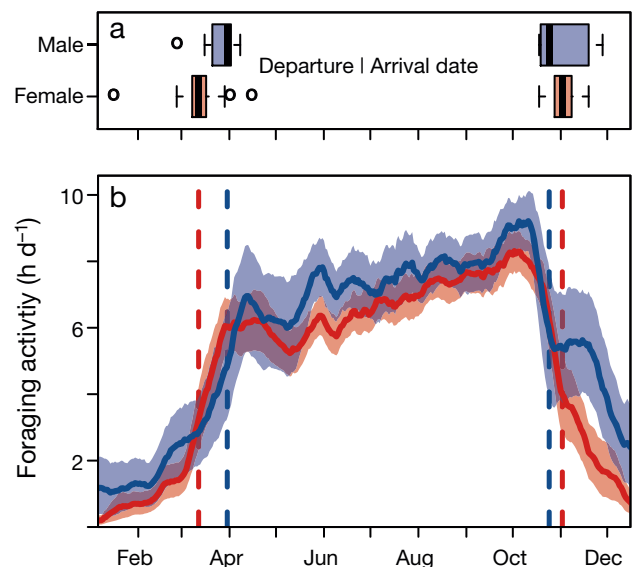 a
Male
Departure | Arrival date
Female
b
10
6
2
Foraging activtiy (h d⁻¹)
Feb Apr Jun Aug Oct Dec